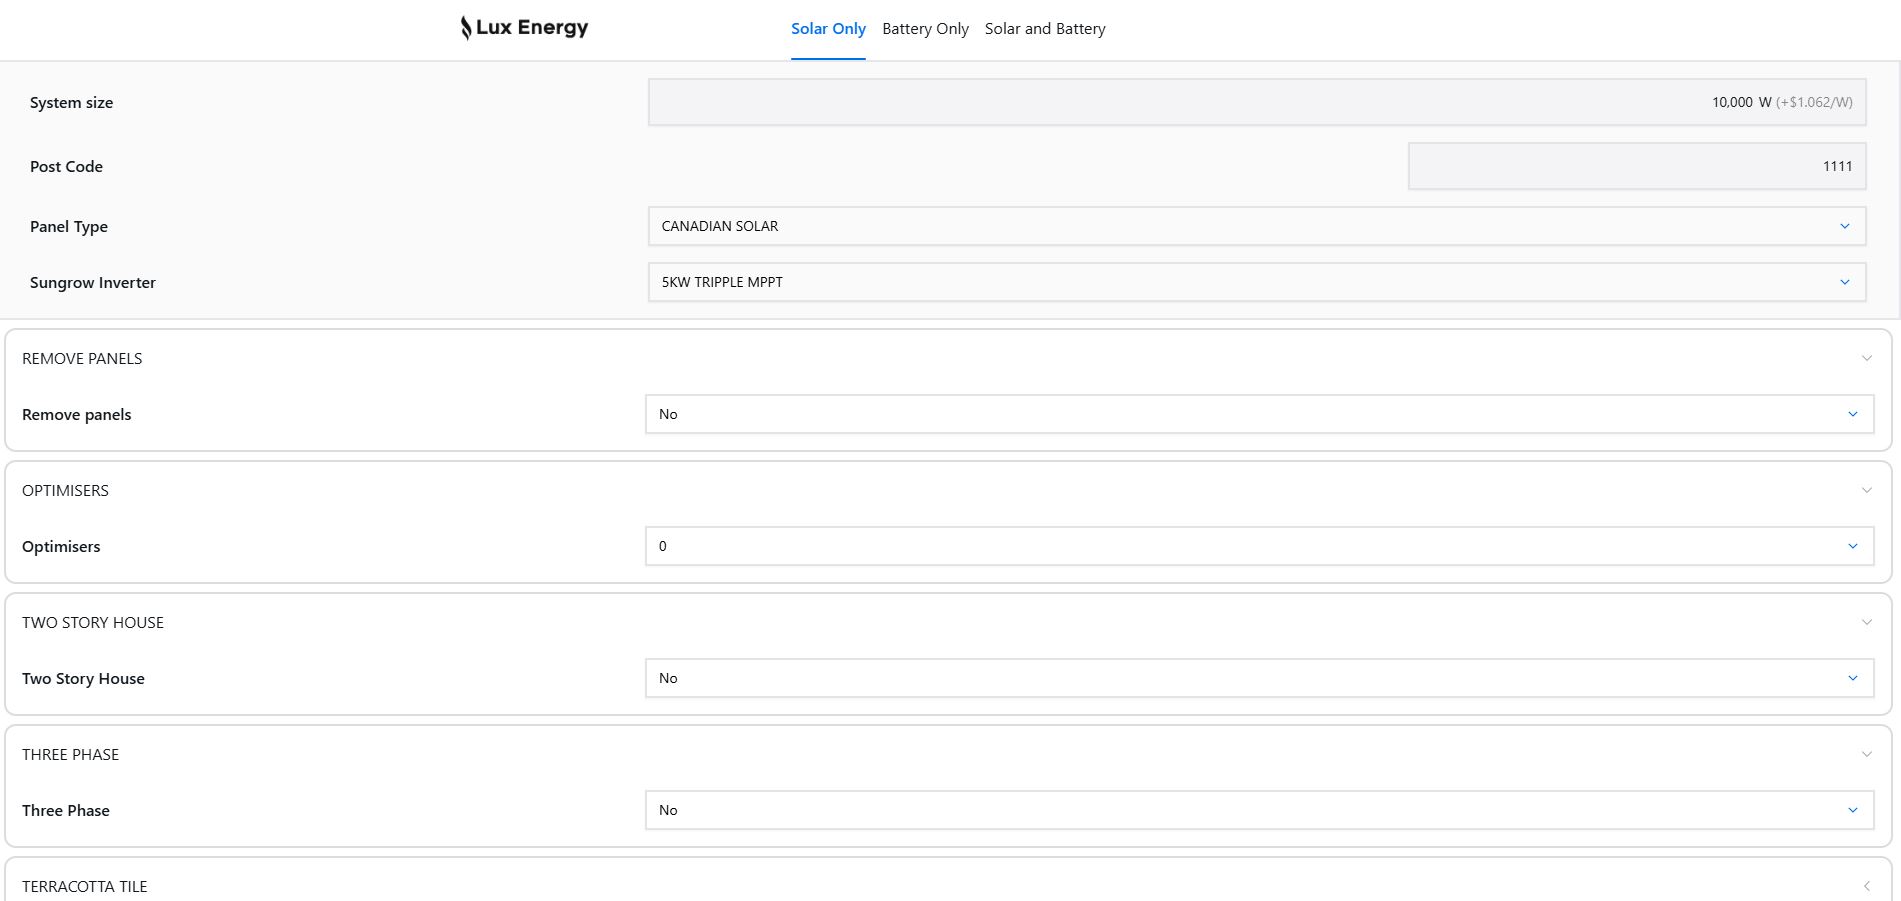 Lux Energy
Solar Only Battery Only Solar and Battery
System size 10,000 W (+$1.062/W)
Post Code 1111
Panel Type CANADIAN SOLAR
Sungrow Inverter 5KW TRIPPLE MPPT
REMOVE PANELS
Remove panels No
OPTIMISERS
Optimisers 0
TWO STORY HOUSE
Two Story House No
THREE PHASE
Three Phase No
TERRACOTTA TILE